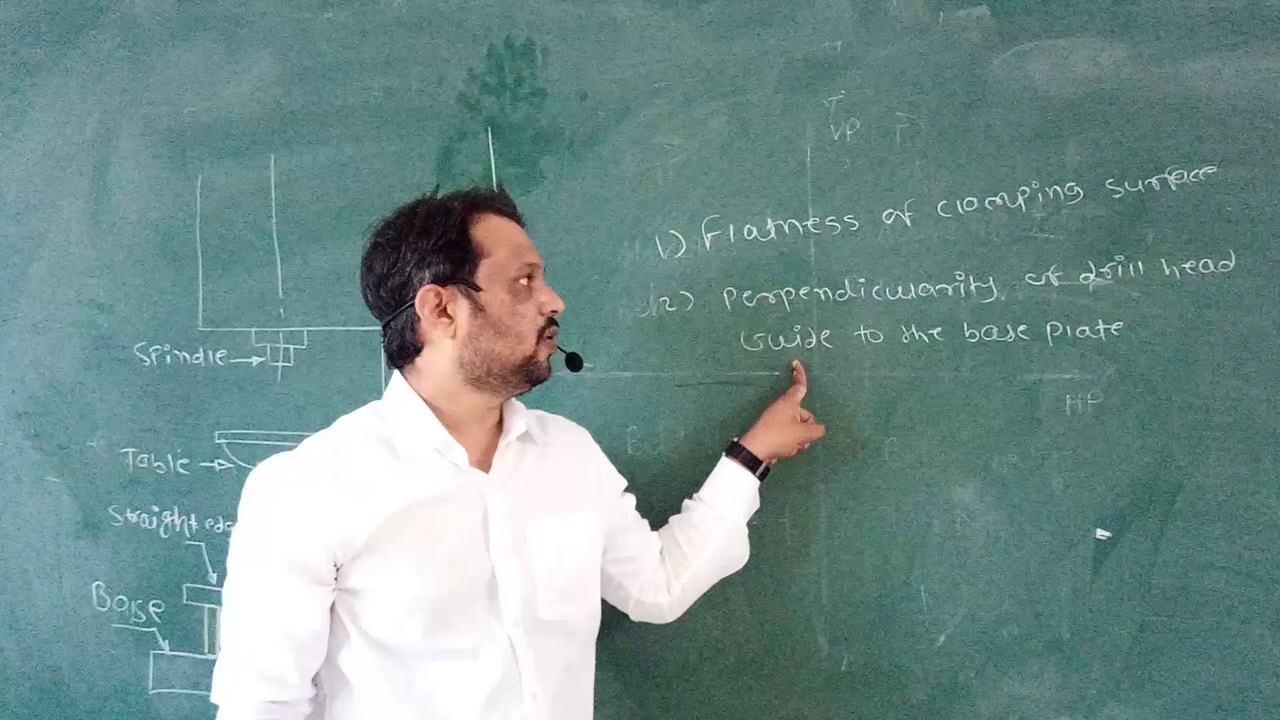 VP
1) Flatness of clamping surface
2) Perpendicularity of drill head
Guide to the base plate
HP
Spindle
Table
Straight edg
Base